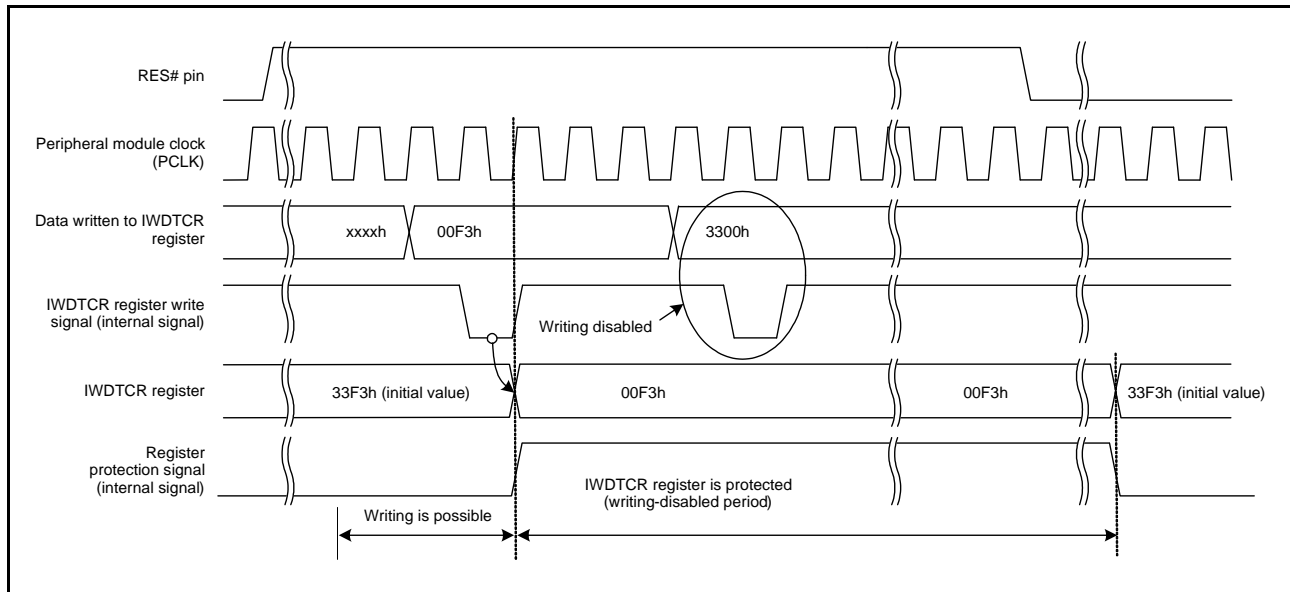 RES# pin
Peripheral module clock
(PCLK)
Data written to IWDTCR
register
xxxxh
00F3h
3300h
IWDTCR register write
signal (internal signal)
Writing disabled
IWDTCR register
33F3h (initial value)
00F3h
00F3h
33F3h (initial value)
Register
protection signal
(internal signal)
IWDTCR register is protected
(writing-disabled period)
Writing is possible